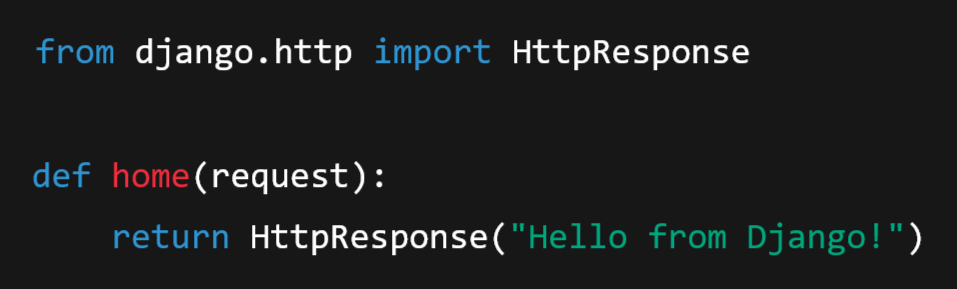 from django.http import HttpResponse
def home(request):
    return HttpResponse("Hello from Django!")